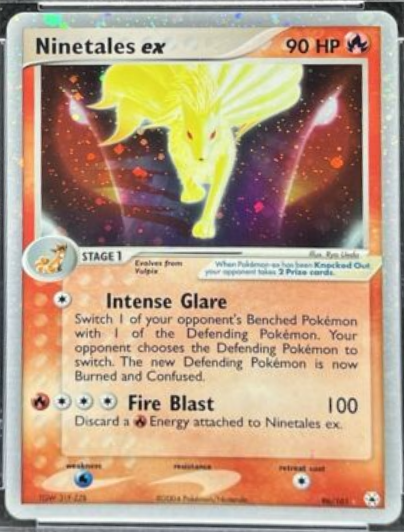 Ninetales ex 90 HP
Illus. Ryo Ueda
STAGE 1
Evolves from
Vulpix
When Pokémon-ex has been Knocked Out,
your opponent takes 2 Prize cards.
Intense Glare
Switch 1 of your opponent's Benched Pokémon
with 1 of the Defending Pokémon. Your
opponent chooses the Defending Pokémon to
switch. The new Defending Pokémon is now
Burned and Confused.
Fire Blast 100
Discard a Energy attached to Ninetales ex.
weakness resistance retreat cost
©2004 Pokémon/Nintendo 96/101